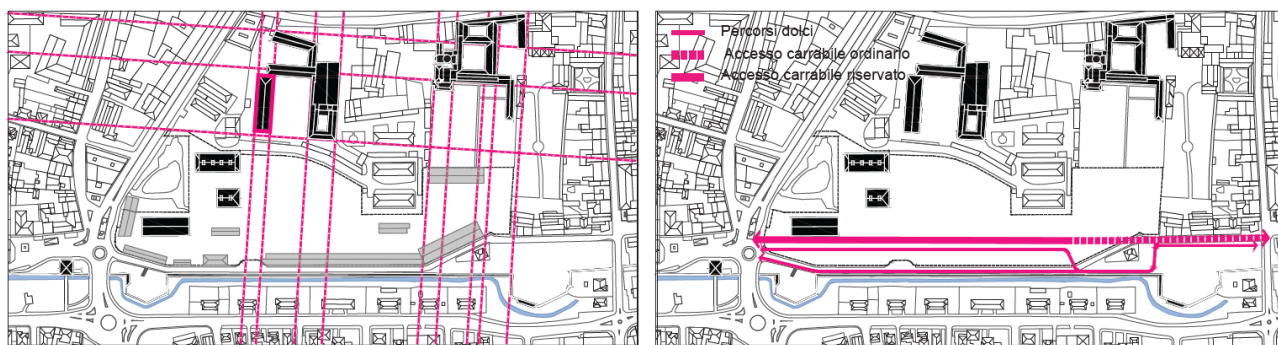 Percorsi dolci
Accesso carrabile ordinario
Accesso carrabile riservato